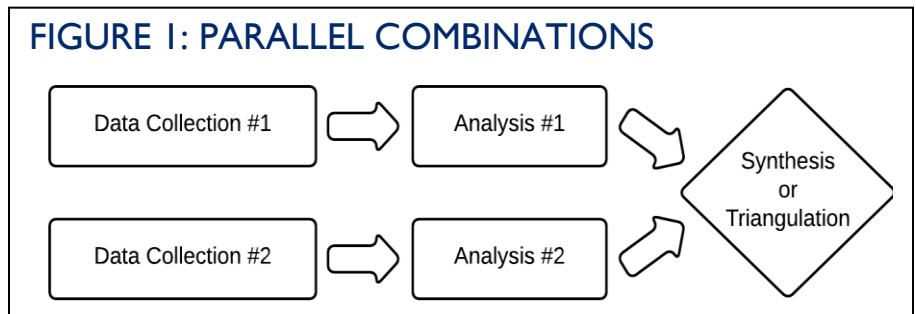 FIGURE 1: PARALLEL COMBINATIONS
Data Collection #1
Analysis #1
Synthesis
or
Triangulation
Data Collection #2
Analysis #2